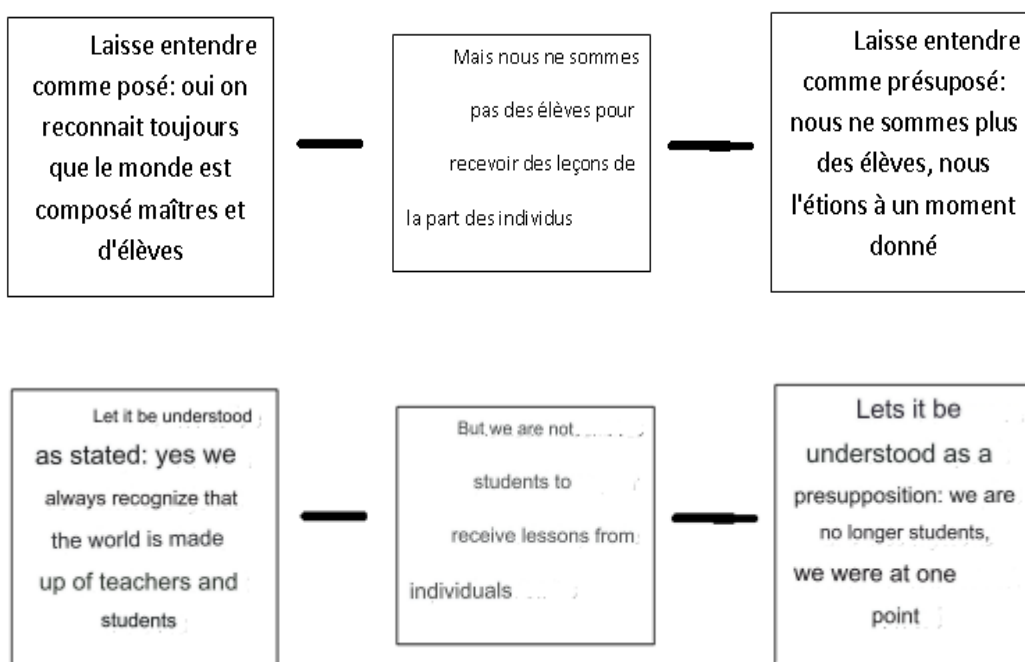 Laisse entendre
comme posé: oui on
reconnait toujours
que le monde est
composé maîtres et
d'élèves
Mais nous ne sommes
pas des élèves pour
recevoir des leçons de
la part des individus
Laisse entendre
comme présuposé:
nous ne sommes plus
des élèves, nous
l'étions à un moment
donné
Let it be understood
as stated: yes we
always recognize that
the world is made
up of teachers and
students
But we are not
students to
receive lessons from
individuals
Lets it be
understood as a
presupposition: we are
no longer students,
we were at one
point